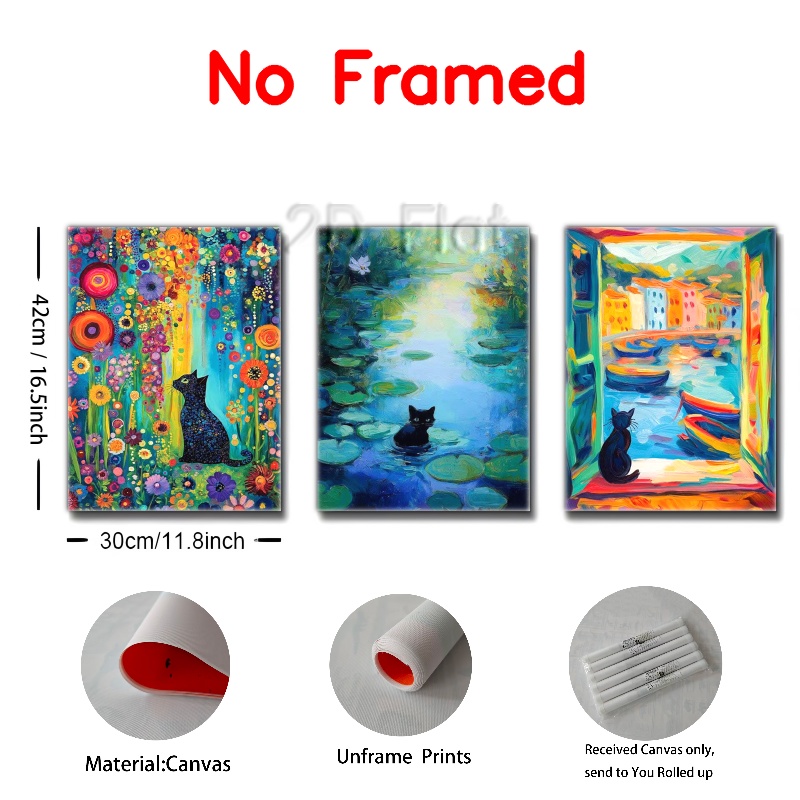 No Framed
2D Flat
42cm / 16.5inch
30cm/11.8inch
Material:Canvas
Unframe Prints
Received Canvas only,
send to You Rolled up